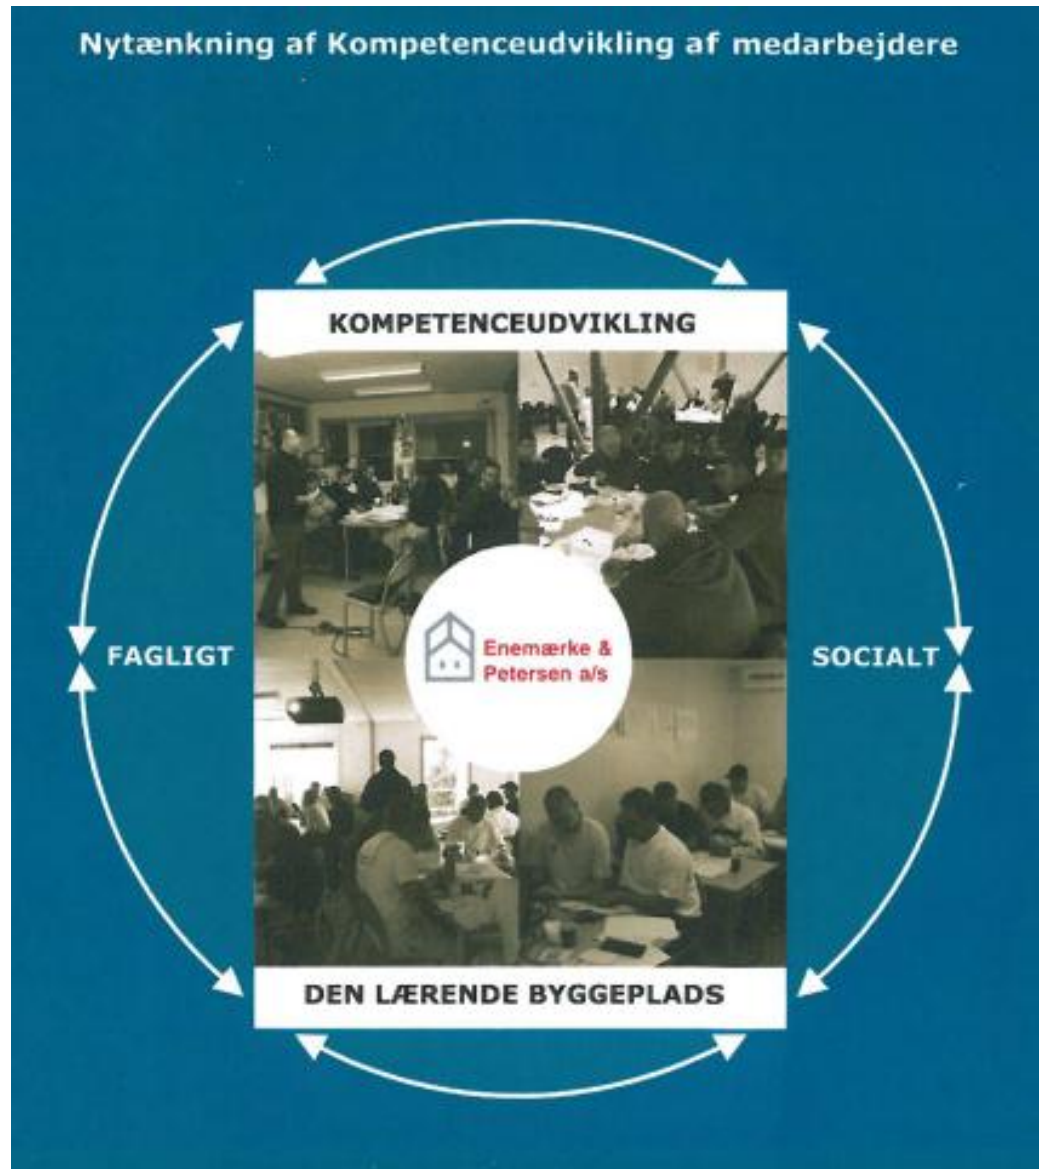 Nytænkning af Kompetenceudvikling af medarbejdere
KOMPETENCEUDVIKLING
Enemærke &
Petersen a/s
FAGLIGT
SOCIALT
DEN LÆRENDE BYGGEPLADS